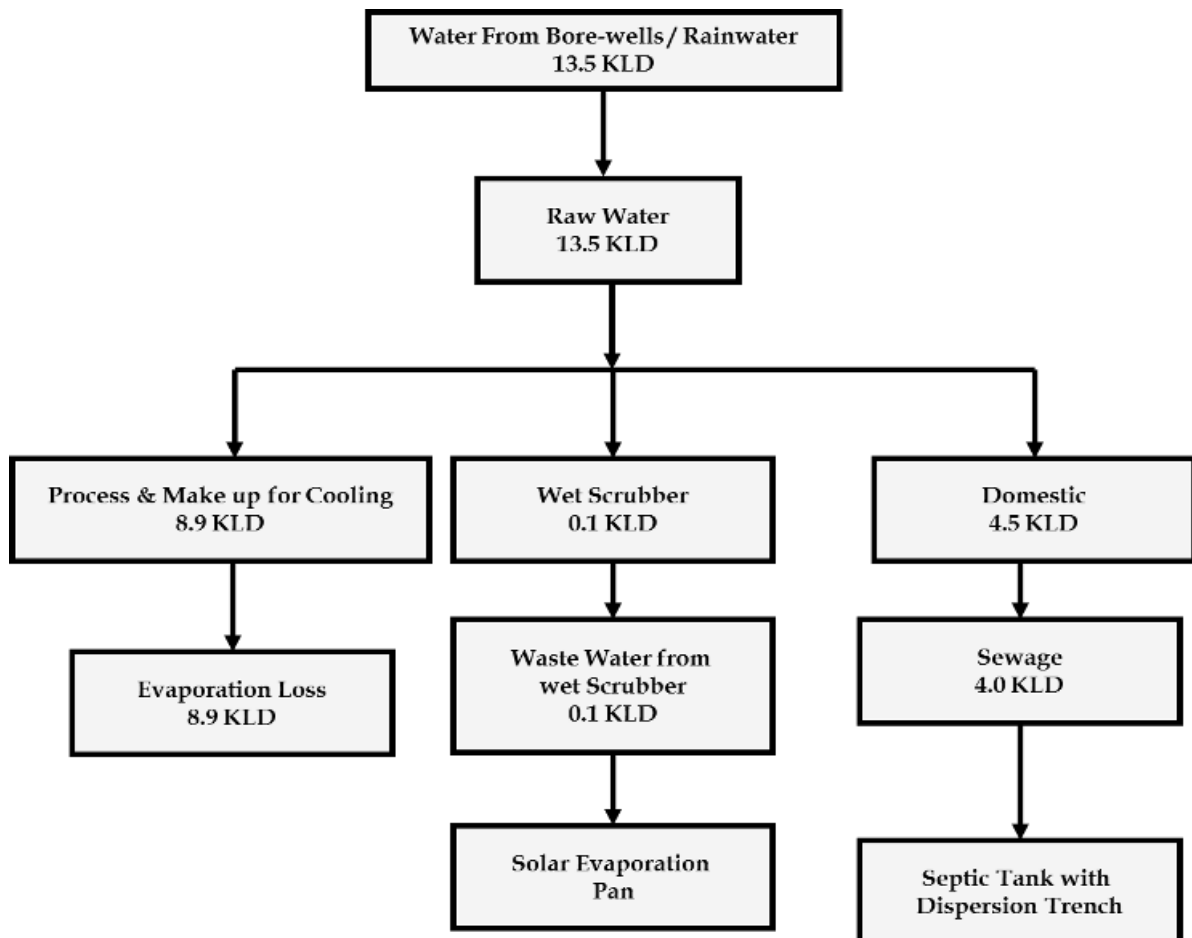 Water From Bore-wells / Rainwater
13.5 KLD
Raw Water
13.5 KLD
Process & Make up for Cooling
8.9 KLD
Wet Scrubber
0.1 KLD
Domestic
4.5 KLD
Evaporation Loss
8.9 KLD
Waste Water from
wet Scrubber
0.1 KLD
Sewage
4.0 KLD
Solar Evaporation
Pan
Septic Tank with
Dispersion Trench